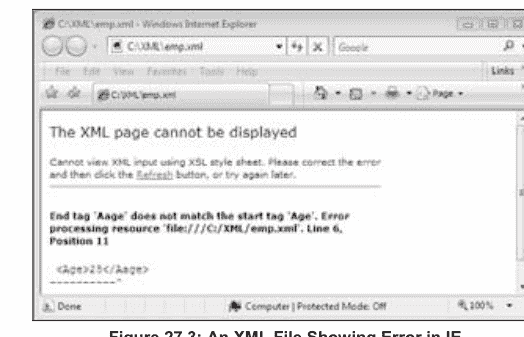 C:\XML\emp.xml - Windows Internet Explorer
C:\XML\emp.xml
Google
File Edit View Favorites Tools Help
Links
C:\XML\emp.xml
Page
The XML page cannot be displayed
Cannot view XML input using XSL style sheet. Please correct the error
and then click the Refresh button, or try again later.
End tag 'Aage' does not match the start tag 'Age'. Error
processing resource 'file:///C:/XML/emp.xml'. Line 6,
Position 11
<Age>25</Aage>
----------^
Done
Computer | Protected Mode: Off
100%
Figure 27.3: An XML File Showing Error in IE